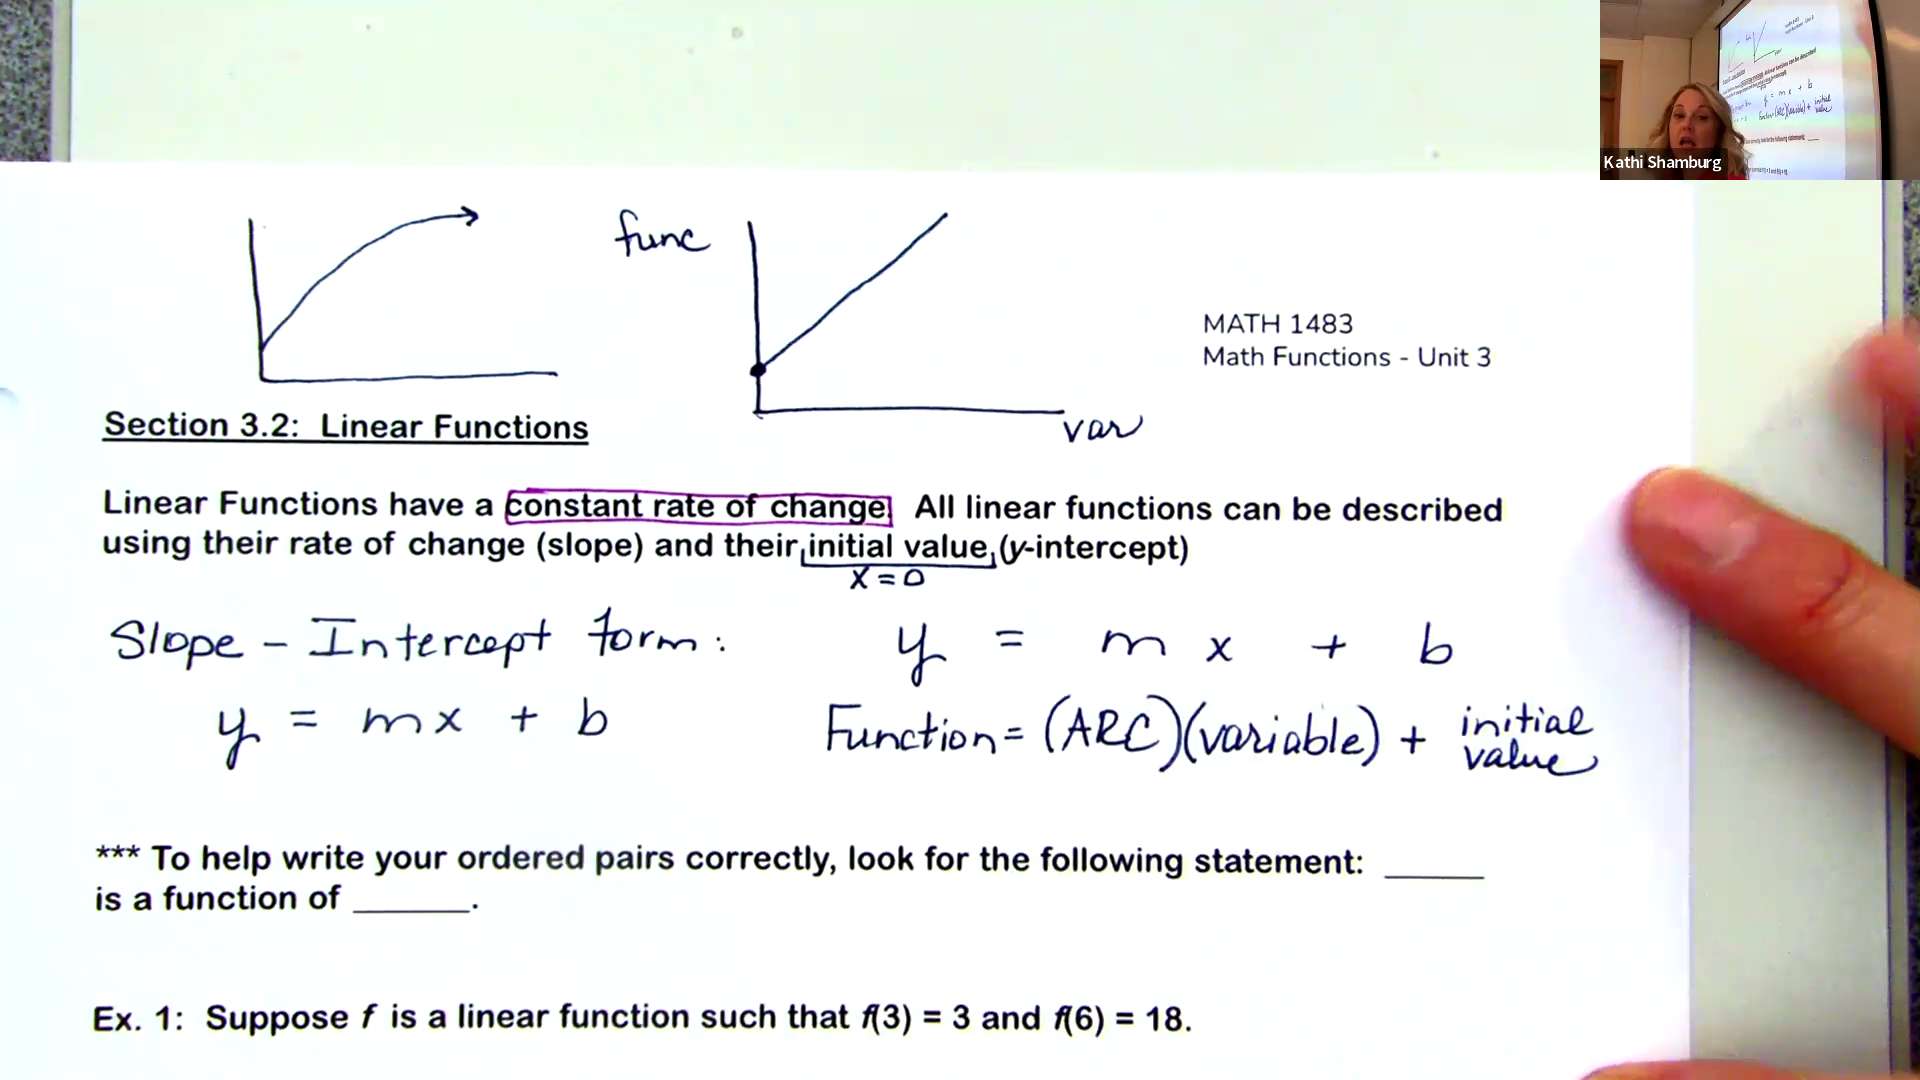 Kathi Shamburg
func
MATH 1483
Math Functions - Unit 3
var
Section 3.2: Linear Functions
Linear Functions have a constant rate of change. All linear functions can be described
using their rate of change (slope) and their initial value (y-intercept)
x = 0
Slope - Intercept form:
y = mx + b
y = m x + b
Function = (ARC)(variable) + initial value
*** To help write your ordered pairs correctly, look for the following statement: ______
is a function of _______.
Ex. 1: Suppose f is a linear function such that f(3) = 3 and f(6) = 18.